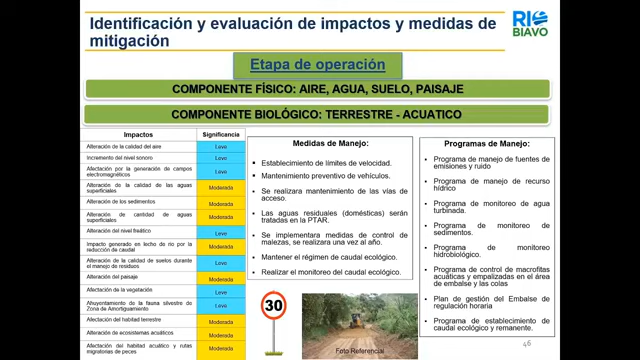 Identificación y evaluación de impactos y medidas de
mitigación
RIO
BIAVO
Etapa de operación
COMPONENTE FÍSICO: AIRE, AGUA, SUELO, PAISAJE
COMPONENTE BIOLÓGICO: TERRESTRE - ACUATICO
Impactos Significancia
Alteración de la calidad del aire Leve
Incremento del nivel sonoro Leve
Afectación por la generación de campos
electromagnéticos Leve
Alteración de la calidad de las aguas
superficiales Moderada
Alteración de los sedimentos Moderada
Alteración de cantidad de aguas
superficiales Moderada
Alteración del nivel freático Leve
Impacto generado en lecho de río por la
reducción de caudal Moderada
Alteración de la calidad de suelos durante
el manejo de residuos Leve
Alteración del paisaje Moderada
Afectación de la vegetación Leve
Ahuyentamiento de la fauna silvestre de
Zona de Amortiguamiento Leve
Afectación habitad terrestre Moderada
Alteración de ecosistemas acuáticos Moderada
Afectación del habitad acuático y rutas
migratorias de peces Moderada
Medidas de Manejo:
Establecimiento de límites de velocidad.
Mantenimiento preventivo de vehículos.
Se realizara mantenimiento de las vías de
acceso.
Las aguas residuales (domésticas) serán
tratadas en la PTAR.
Se implementara medidas de control de
malezas, se realizara una vez al año.
Mantener el régimen de caudal ecológico.
Realizar el monitoreo del caudal ecológico.
30
Foto Referencial
Programas de Manejo:
Programa de manejo de fuentes de
emisiones y ruido
Programa de manejo de recurso
hídrico
Programa de monitoreo de agua
turbinada.
Programa de monitoreo de
sedimentos.
Programa de monitoreo
hidrobiológico.
Programa de control de macrofitas
acuáticas y empalizadas en el área
de embalse y las colas
Plan de gestión del Embalse de
regulación horaria
Programa de establecimiento de
caudal ecológico y remanente.
46